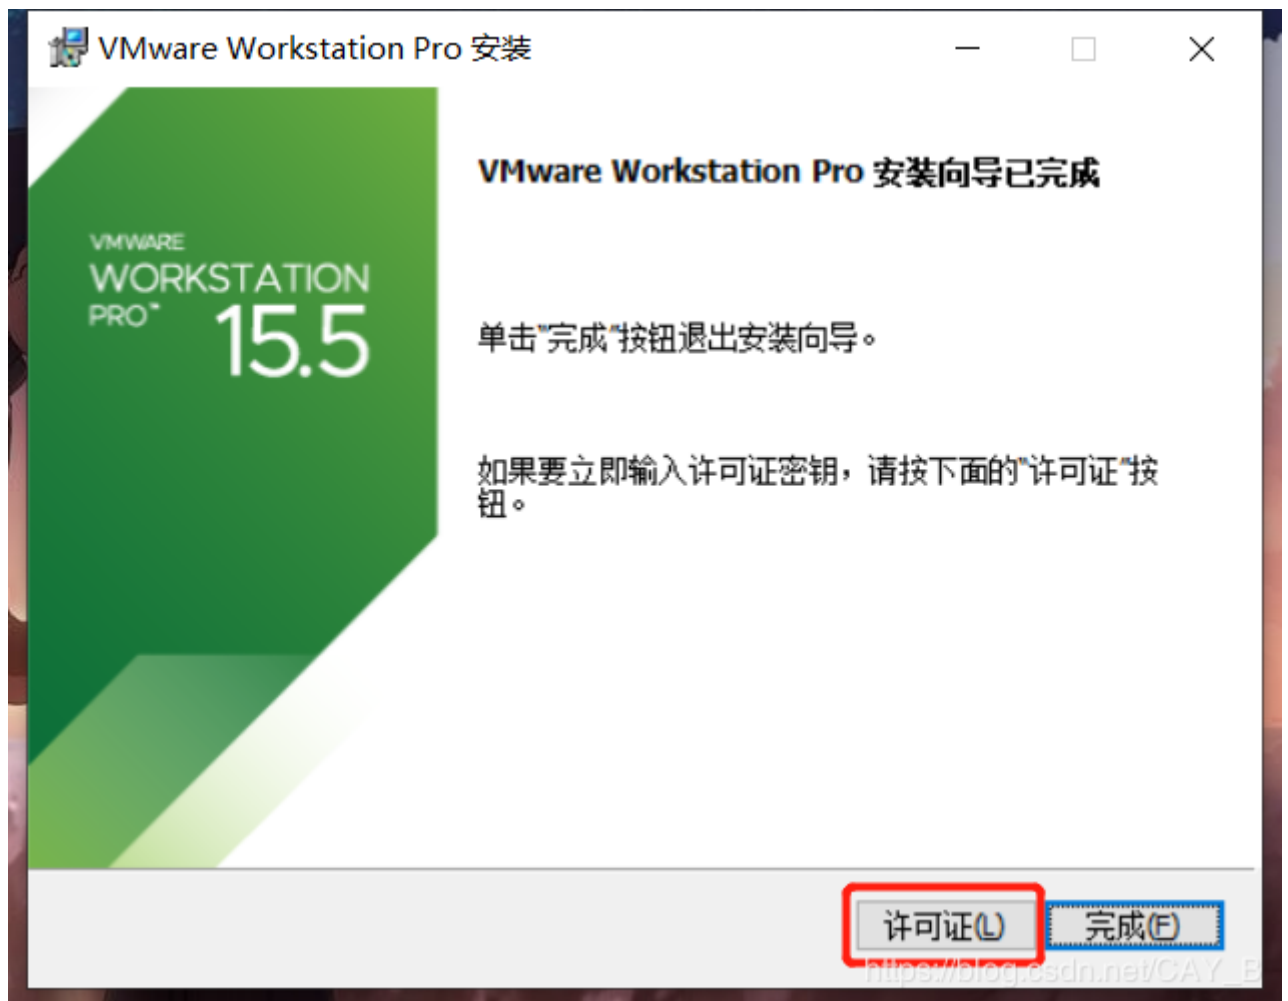 VMware Workstation Pro 安装
VMWARE
WORKSTATION
PRO™
15.5
VMware Workstation Pro 安装向导已完成
单击"完成"按钮退出安装向导。
如果要立即输入许可证密钥，请按下面的"许可证"按
钮。
许可证(L)
完成(F)
https://blog.csdn.net/CAY_B